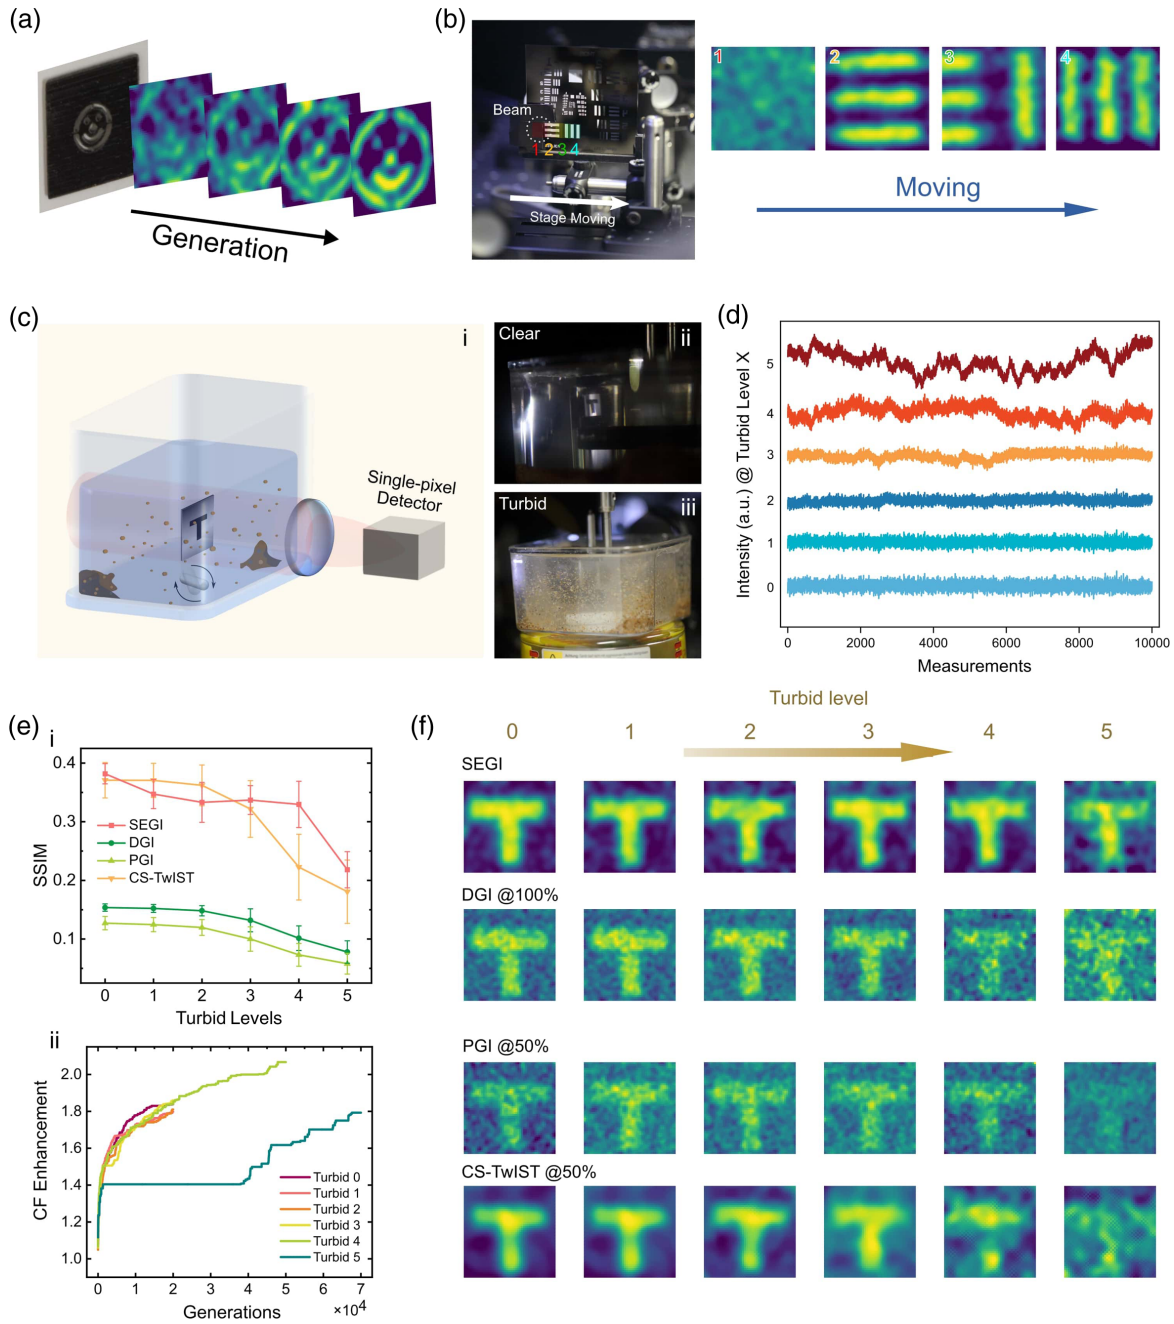 (a)
Generation
(b)
Beam
1 2 3 4
Stage Moving
1
2
3
4
Moving
(c)
i
Single-pixel
Detector
T
Clear
ii
T
Turbid
iii
(d)
Intensity (a.u.) @ Turbid Level X
5
4
3
2
1
0
0 2000 4000 6000 8000 10000
Measurements
(e)
i
SSIM
0.4
0.3
0.2
0.1
SEGI
DGI
PGI
CS-TwIST
0 1 2 3 4 5
Turbid Levels
ii
CF Enhancement
2.0
1.8
1.6
1.4
1.2
1.0
Turbid 0
Turbid 1
Turbid 2
Turbid 3
Turbid 4
Turbid 5
0 1 2 3 4 5 6 7
×10⁴
Generations
(f)
Turbid level
0 1 2 3 4 5
SEGI
T T T T T T
DGI @100%
T T T T T T
PGI @50%
T T T T T T
CS-TwIST @50%
T T T T